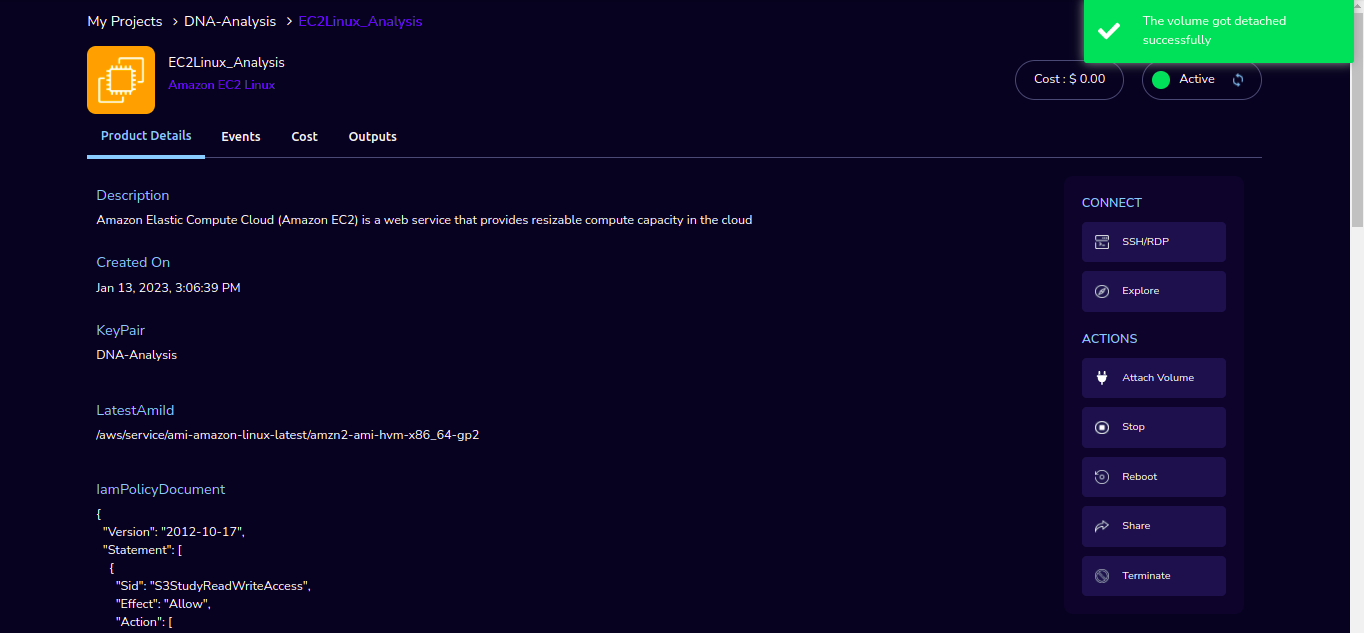 My Projects > DNA-Analysis > EC2Linux_Analysis
The volume got detached
successfully
EC2Linux_Analysis
Amazon EC2 Linux
Cost : $ 0.00
Active
Product Details
Events
Cost
Outputs
Description
Amazon Elastic Compute Cloud (Amazon EC2) is a web service that provides resizable compute capacity in the cloud
Created On
Jan 13, 2023, 3:06:39 PM
KeyPair
DNA-Analysis
LatestAmiId
/aws/service/ami-amazon-linux-latest/amzn2-ami-hvm-x86_64-gp2
IamPolicyDocument
{
"Version": "2012-10-17",
"Statement": [
{
"Sid": "S3StudyReadWriteAccess",
"Effect": "Allow",
"Action": [
CONNECT
SSH/RDP
Explore
ACTIONS
Attach Volume
Stop
Reboot
Share
Terminate